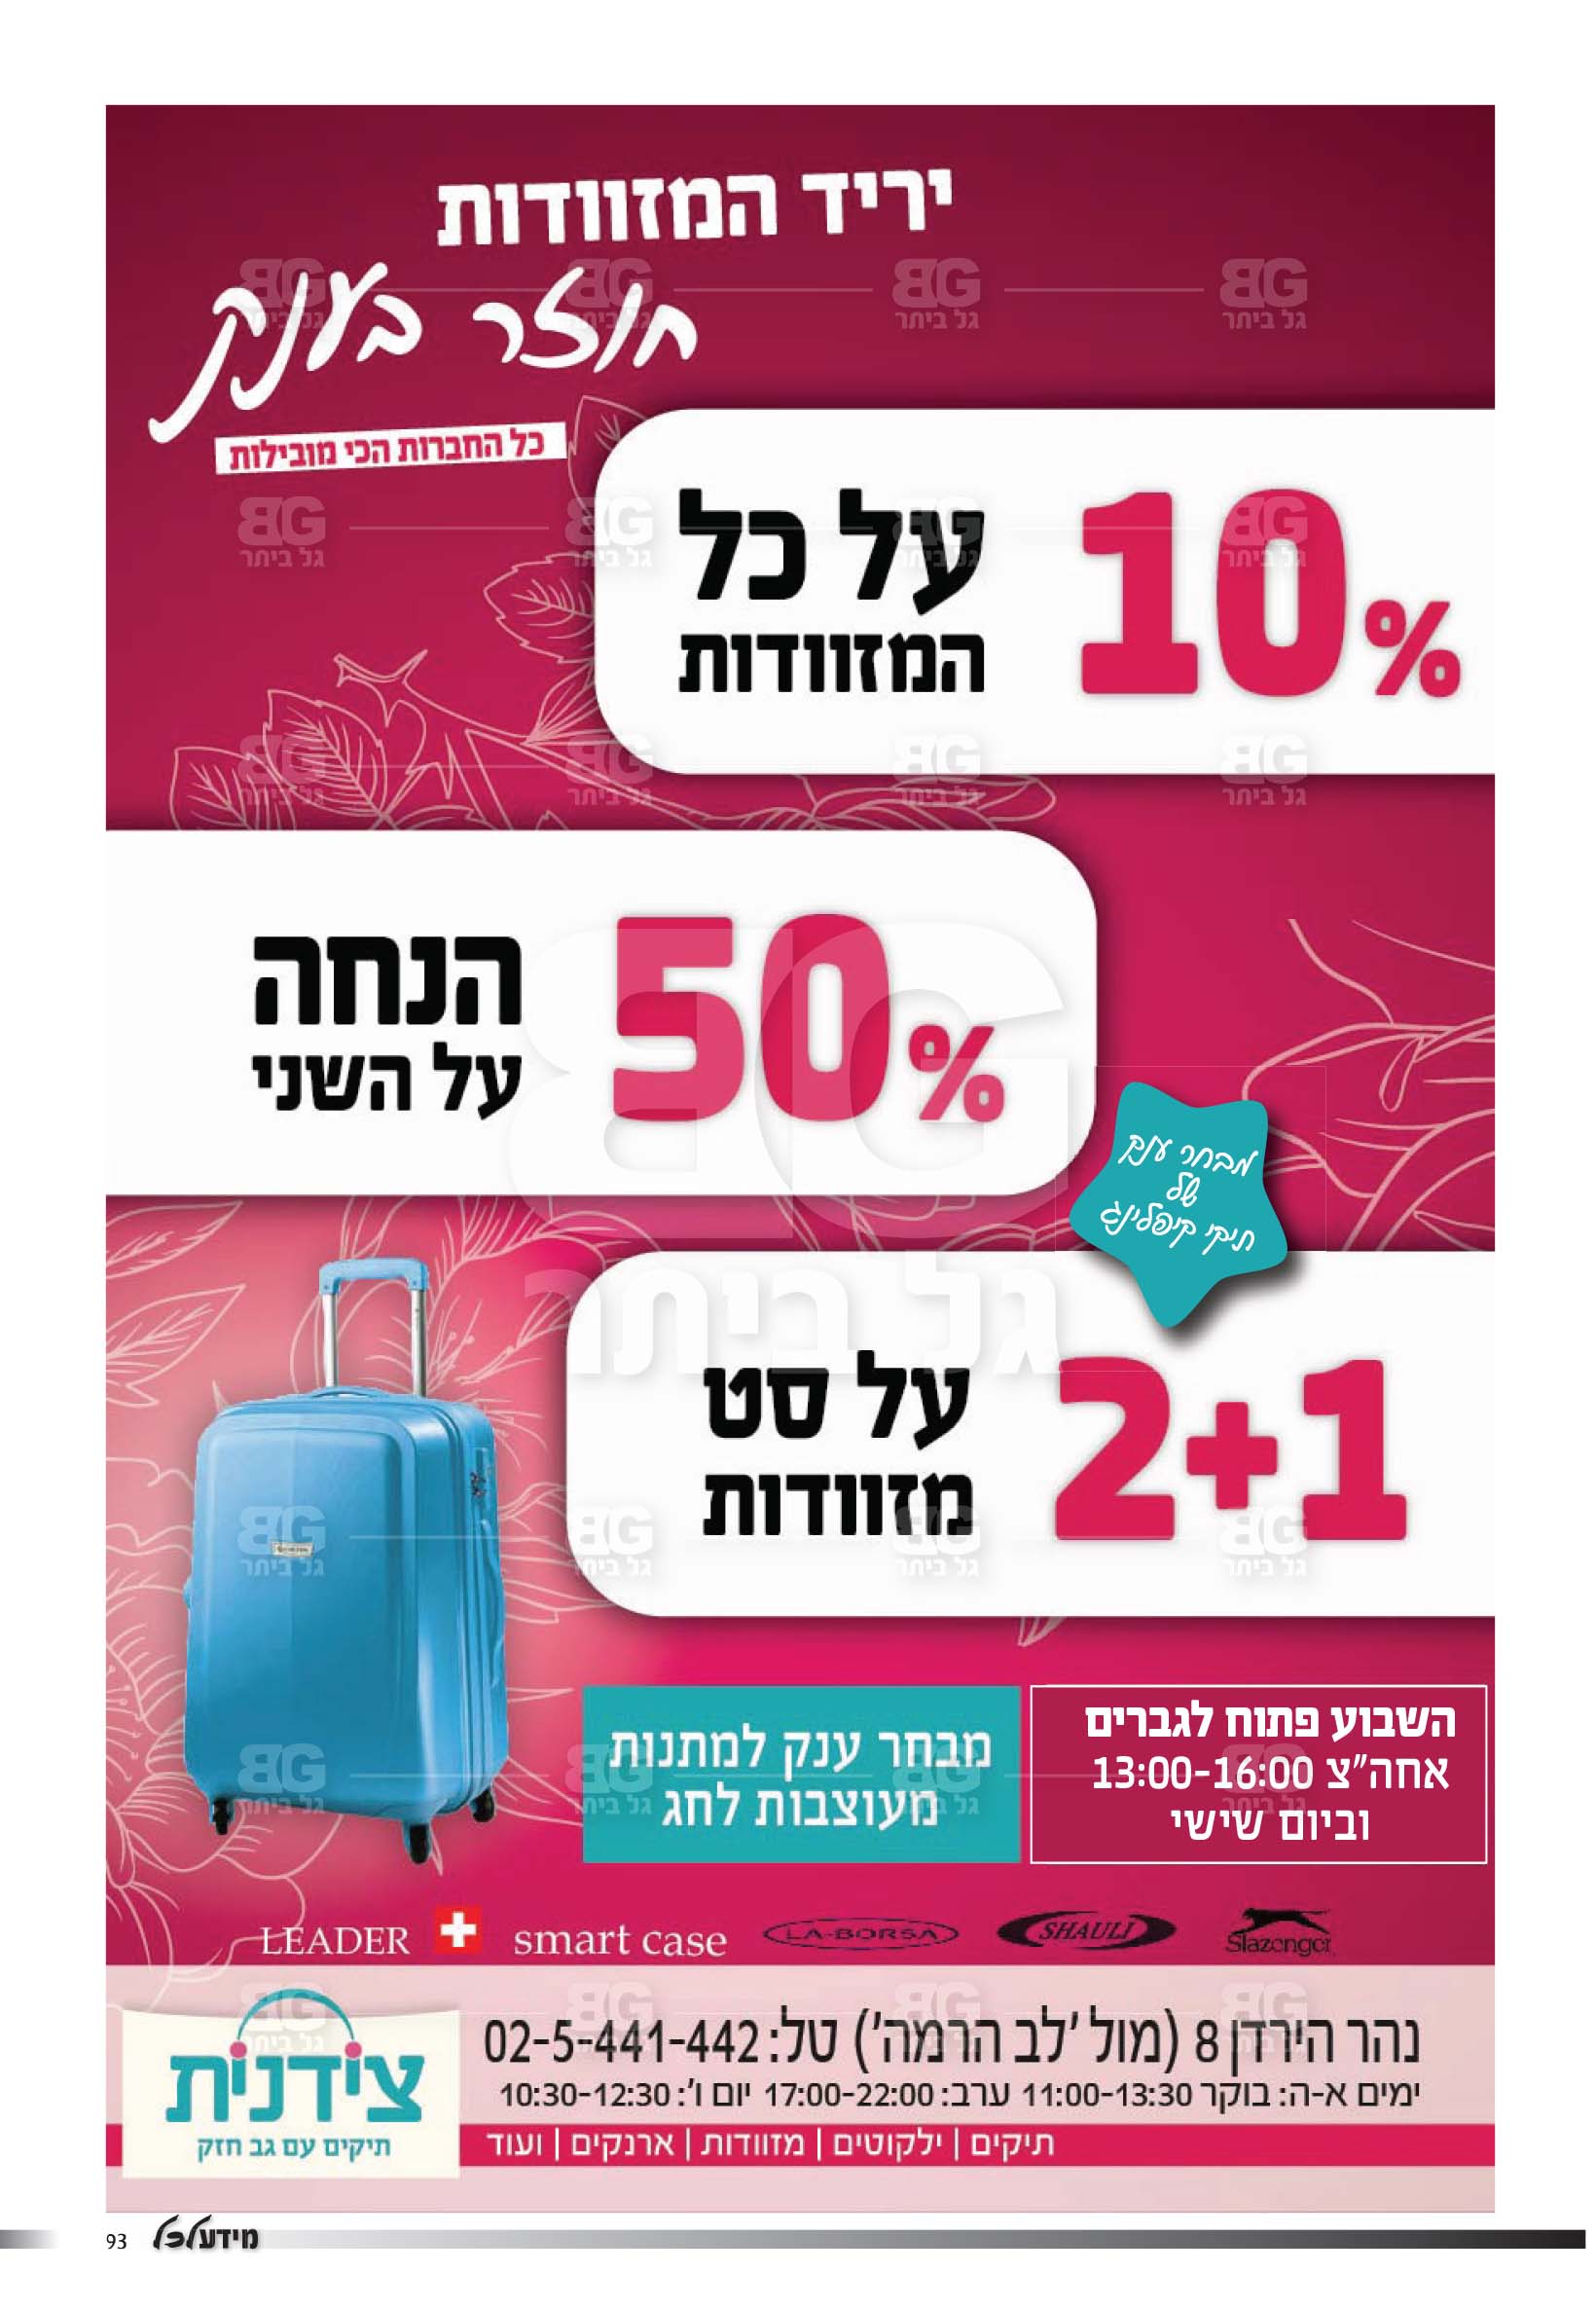 יריד המזוודות
חוזר בענק
כל החברות הכי מובילות
10%
על כל
המזוודות
50%
הנחה
על השני
מבחר ענק
של
תיקי קיפלינג
2+1
על סט
מזוודות
השבוע פתוח לגברים
אחה"צ 13:00-16:00
וביום שישי
מבחר ענק למתנות
מעוצבות לחג
LEADER smart case LA-BORSA SHAULI Slazenger
נהר הירדן 8 (מול 'לב הרמה') טל: 02-5-441-442
ימים א-ה: בוקר 11:00-13:30 ערב: 17:00-22:00 יום ו': 10:30-12:30
תיקים | ילקוטים | מזוודות | ארנקים | ועוד
צידנית
תיקים עם גב חזק
BG
גל ביתר
93 מידעלכל